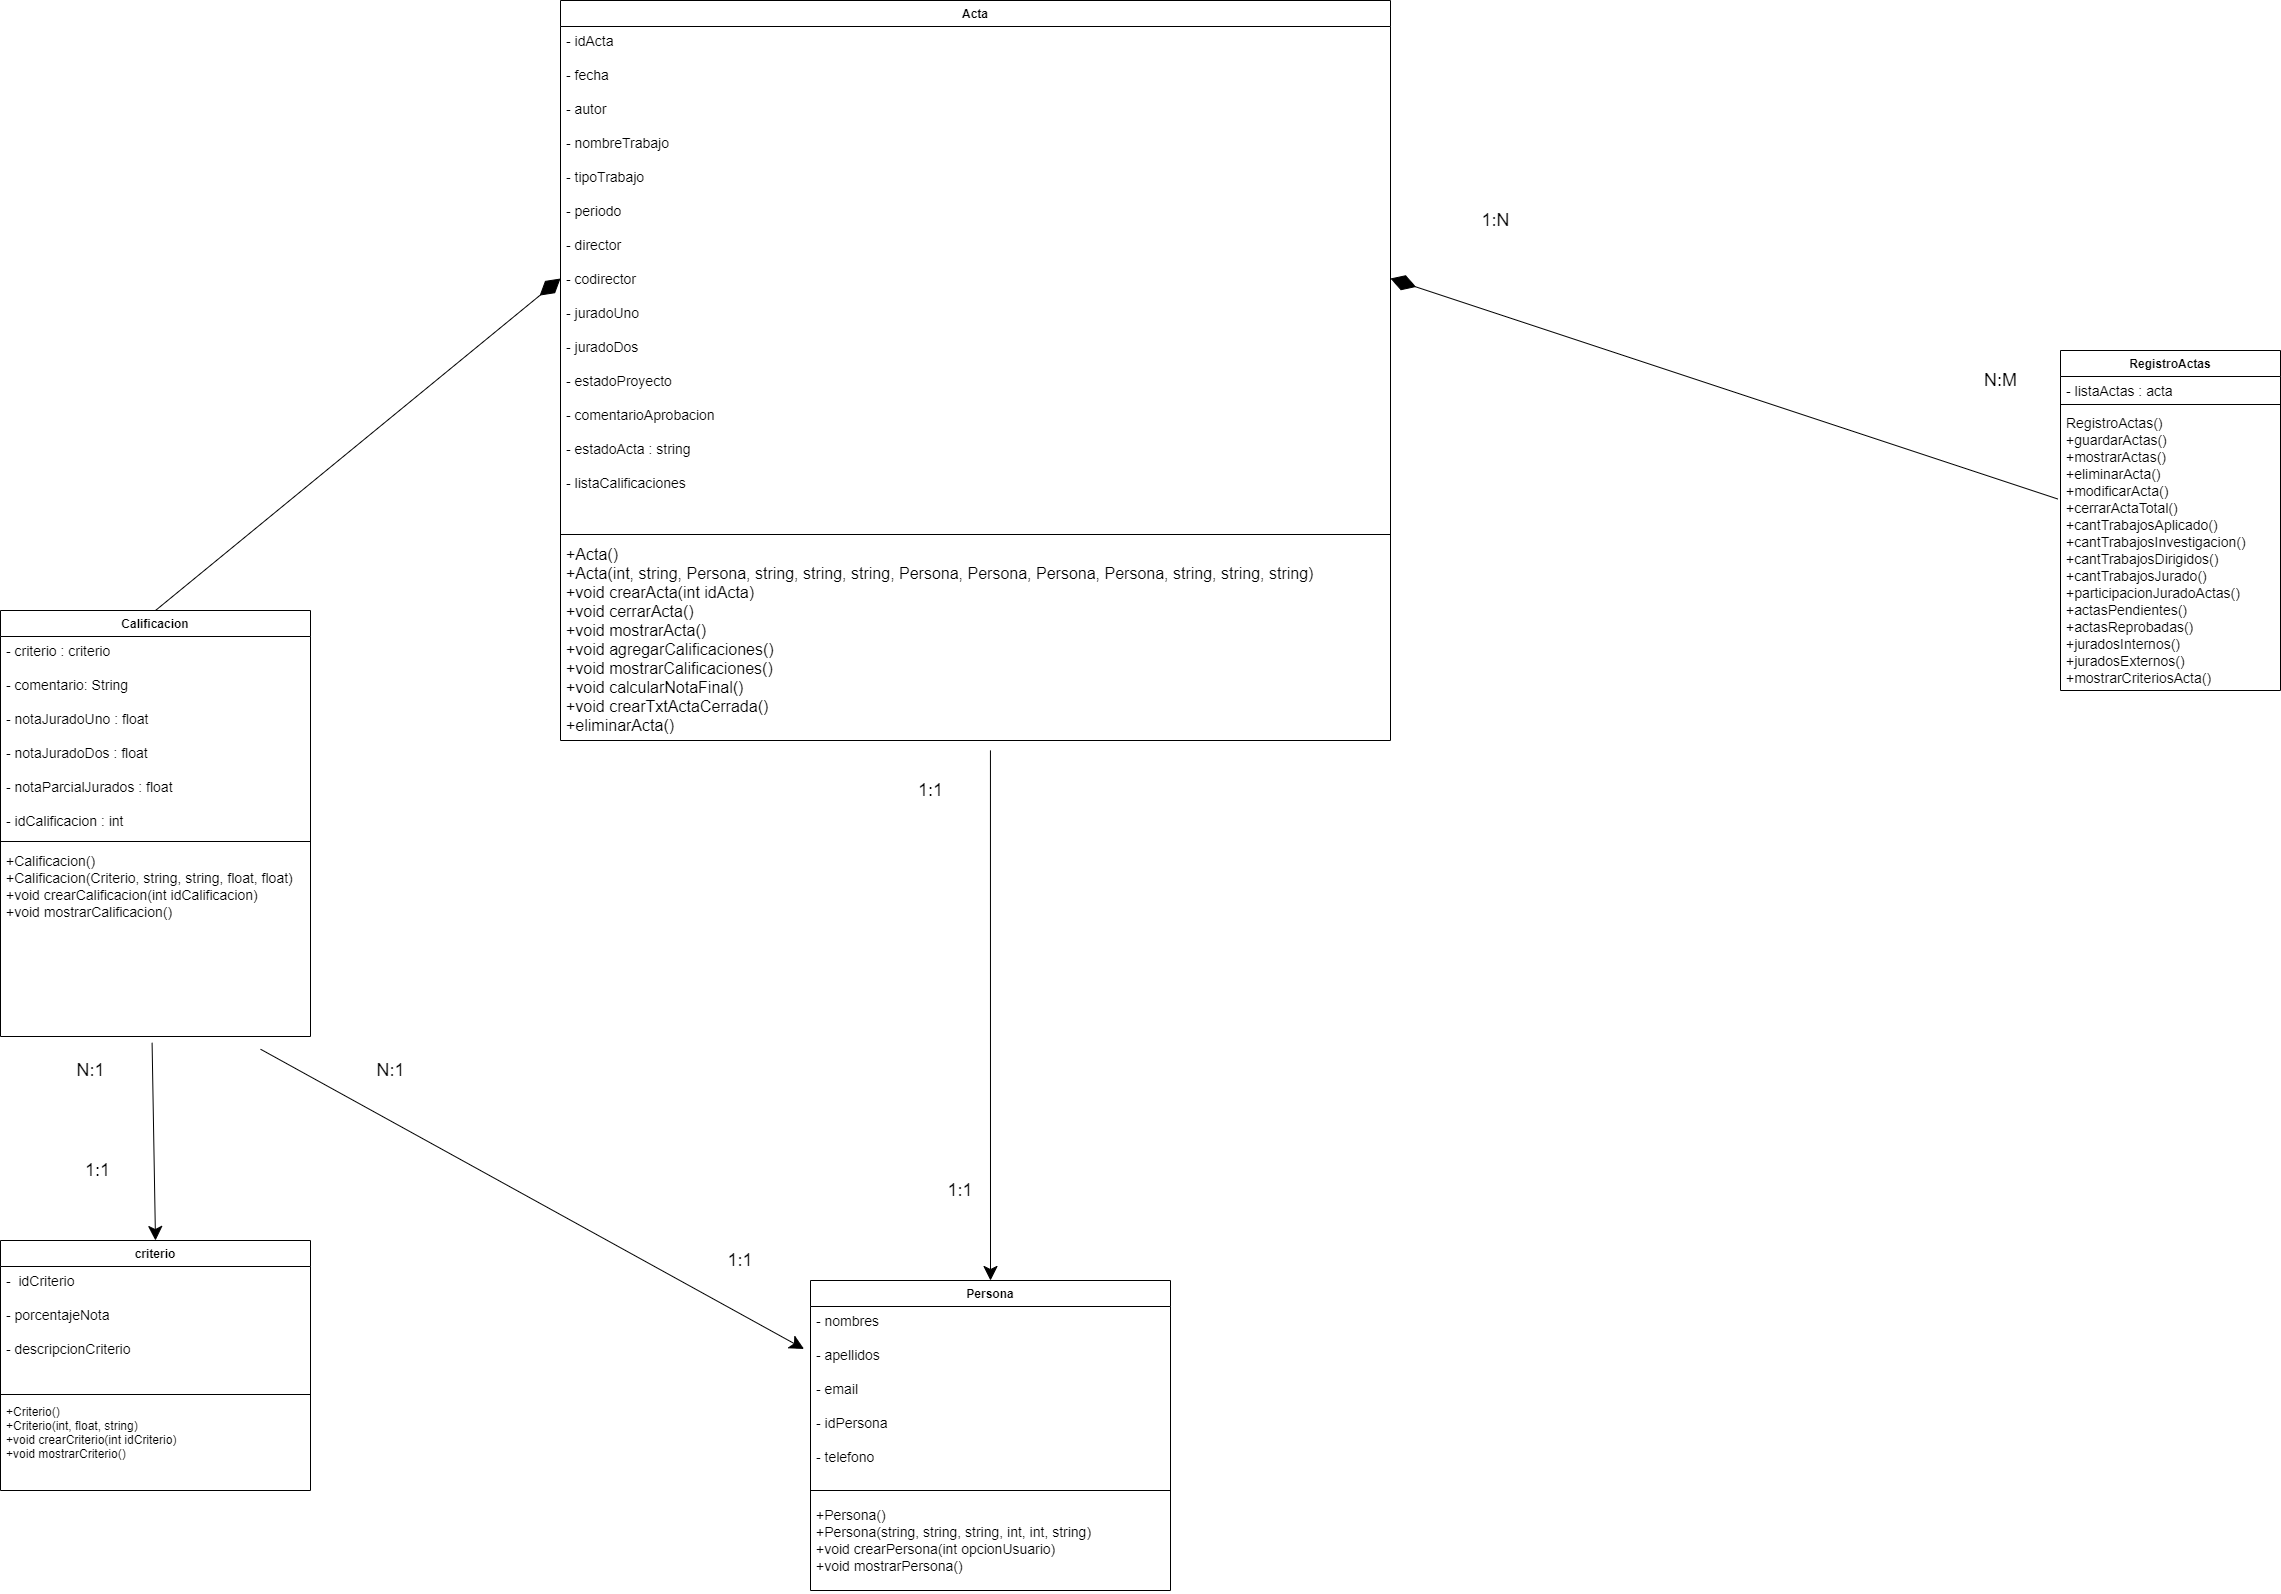 Acta
- idActa
- fecha
- autor
- nombreTrabajo
- tipoTrabajo
- periodo
- director
- codirector
- juradoUno
- juradoDos
- estadoProyecto
- comentarioAprobacion
- estadoActa : string
- listaCalificaciones
+Acta()
+Acta(int, string, Persona, string, string, string, Persona, Persona, Persona, Persona, string, string, string)
+void crearActa(int idActa)
+void cerrarActa()
+void mostrarActa()
+void agregarCalificaciones()
+void mostrarCalificaciones()
+void calcularNotaFinal()
+void crearTxtActaCerrada()
+eliminarActa()
1:N
N:M
RegistroActas
- listaActas : acta
RegistroActas()
+guardarActas()
+mostrarActas()
+eliminarActa()
+modificarActa()
+cerrarActaTotal()
+cantTrabajosAplicado()
+cantTrabajosInvestigacion()
+cantTrabajosDirigidos()
+cantTrabajosJurado()
+participacionJuradoActas()
+actasPendientes()
+actasReprobadas()
+juradosInternos()
+juradosExternos()
+mostrarCriteriosActa()
Calificacion
- criterio : criterio
- comentario: String
- notaJuradoUno : float
- notaJuradoDos : float
- notaParcialJurados : float
- idCalificacion : int
+Calificacion()
+Calificacion(Criterio, string, string, float, float)
+void crearCalificacion(int idCalificacion)
+void mostrarCalificacion()
1:1
N:1
N:1
1:1
1:1
1:1
criterio
-  idCriterio
- porcentajeNota
- descripcionCriterio
+Criterio()
+Criterio(int, float, string)
+void crearCriterio(int idCriterio)
+void mostrarCriterio()
Persona
- nombres
- apellidos
- email
- idPersona
- telefono
+Persona()
+Persona(string, string, string, int, int, string)
+void crearPersona(int opcionUsuario)
+void mostrarPersona()